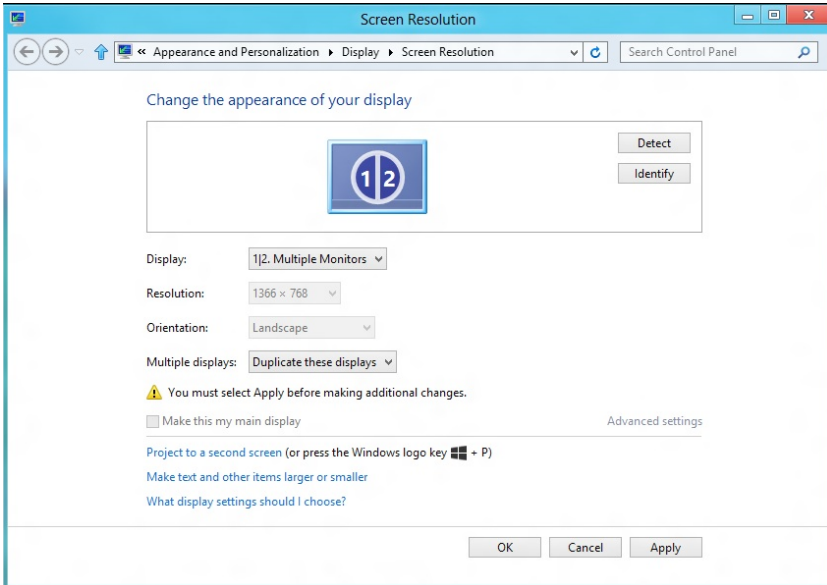 Screen Resolution
« Appearance and Personalization ▸ Display ▸ Screen Resolution
Search Control Panel
Change the appearance of your display
1|2
Detect
Identify
Display: 1|2. Multiple Monitors
Resolution: 1366 × 768
Orientation: Landscape
Multiple displays: Duplicate these displays
You must select Apply before making additional changes.
Make this my main display
Advanced settings
Project to a second screen (or press the Windows logo key + P)
Make text and other items larger or smaller
What display settings should I choose?
OK Cancel Apply